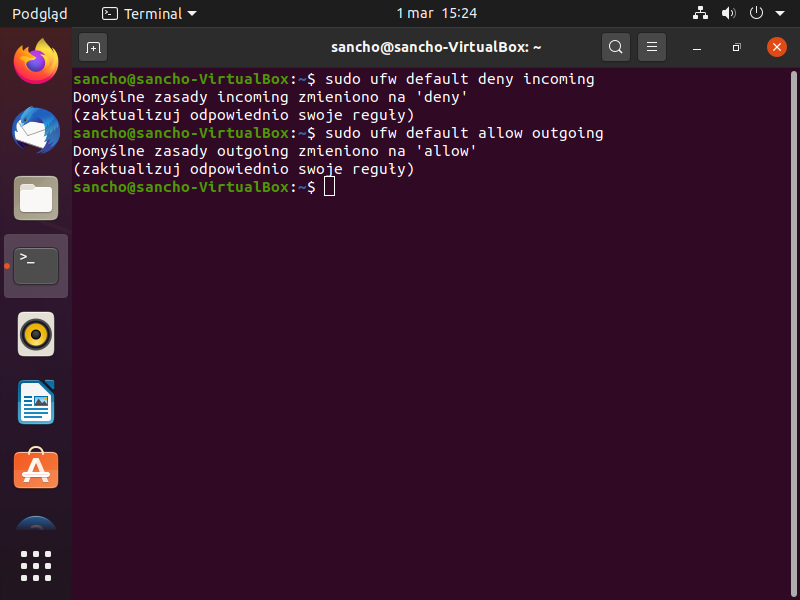 Podgląd
Terminal
1 mar 15:24
sancho@sancho-VirtualBox: ~
sancho@sancho-VirtualBox:~$ sudo ufw default deny incoming
Domyślne zasady incoming zmieniono na 'deny'
(zaktualizuj odpowiednio swoje reguły)
sancho@sancho-VirtualBox:~$ sudo ufw default allow outgoing
Domyślne zasady outgoing zmieniono na 'allow'
(zaktualizuj odpowiednio swoje reguły)
sancho@sancho-VirtualBox:~$